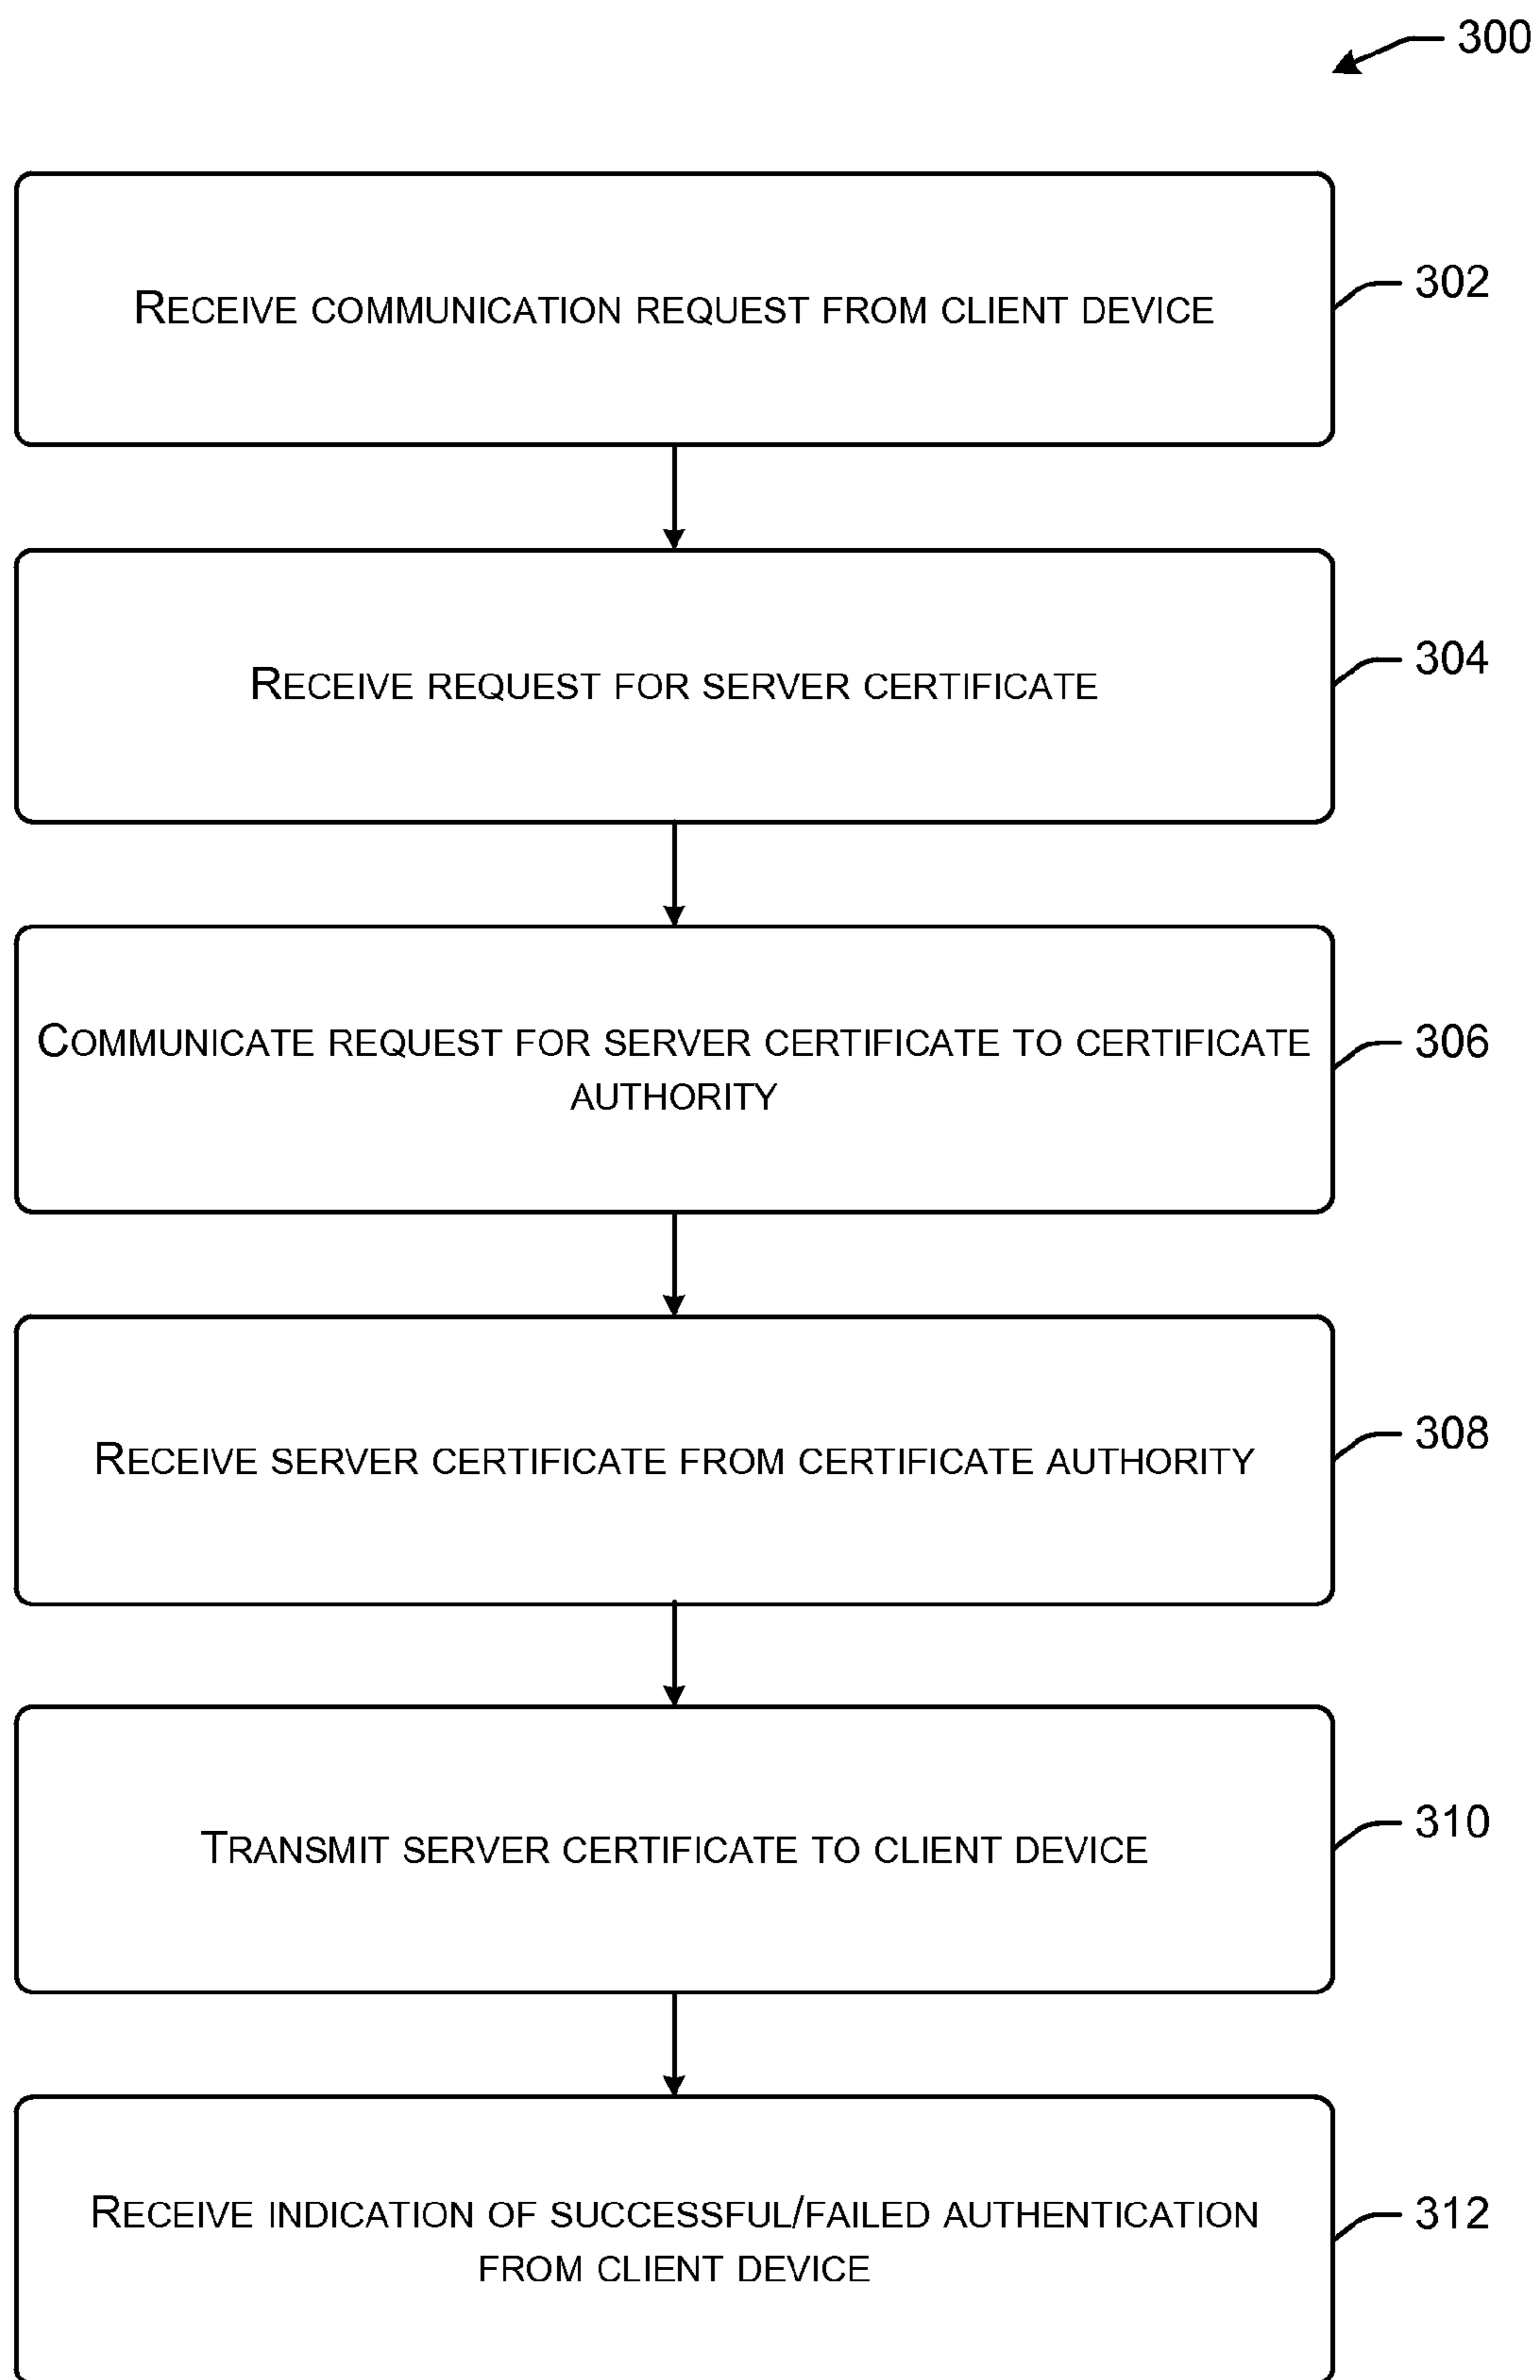 300
RECEIVE COMMUNICATION REQUEST FROM CLIENT DEVICE
302
RECEIVE REQUEST FOR SERVER CERTIFICATE
304
COMMUNICATE REQUEST FOR SERVER CERTIFICATE TO CERTIFICATE
AUTHORITY
306
RECEIVE SERVER CERTIFICATE FROM CERTIFICATE AUTHORITY
308
TRANSMIT SERVER CERTIFICATE TO CLIENT DEVICE
310
RECEIVE INDICATION OF SUCCESSFUL/FAILED AUTHENTICATION
FROM CLIENT DEVICE
312